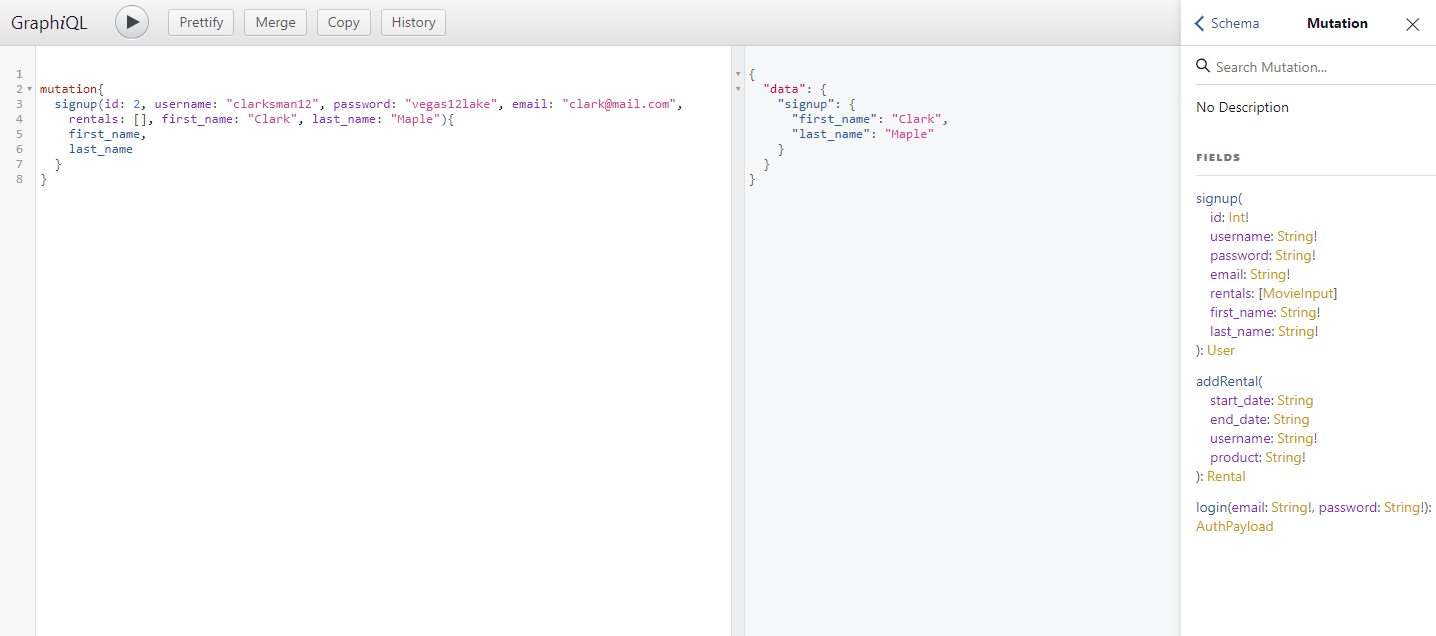 GraphiQL
Prettify
Merge
Copy
History
1
2 mutation{
3 signup(id: 2, username: "clarksman12", password: "vegas12lake", email: "clark@mail.com",
4 rentals: [], first_name: "Clark", last_name: "Maple"){
5 first_name,
6 last_name
7 }
8 }
{
"data": {
"signup": {
"first_name": "Clark",
"last_name": "Maple"
}
}
}
Schema
Mutation
Search Mutation...
No Description
FIELDS
signup(
id: Int!
username: String!
password: String!
email: String!
rentals: [MovieInput]
first_name: String!
last_name: String!
): User
addRental(
start_date: String
end_date: String
username: String!
product: String!
): Rental
login(email: String!, password: String!):
AuthPayload